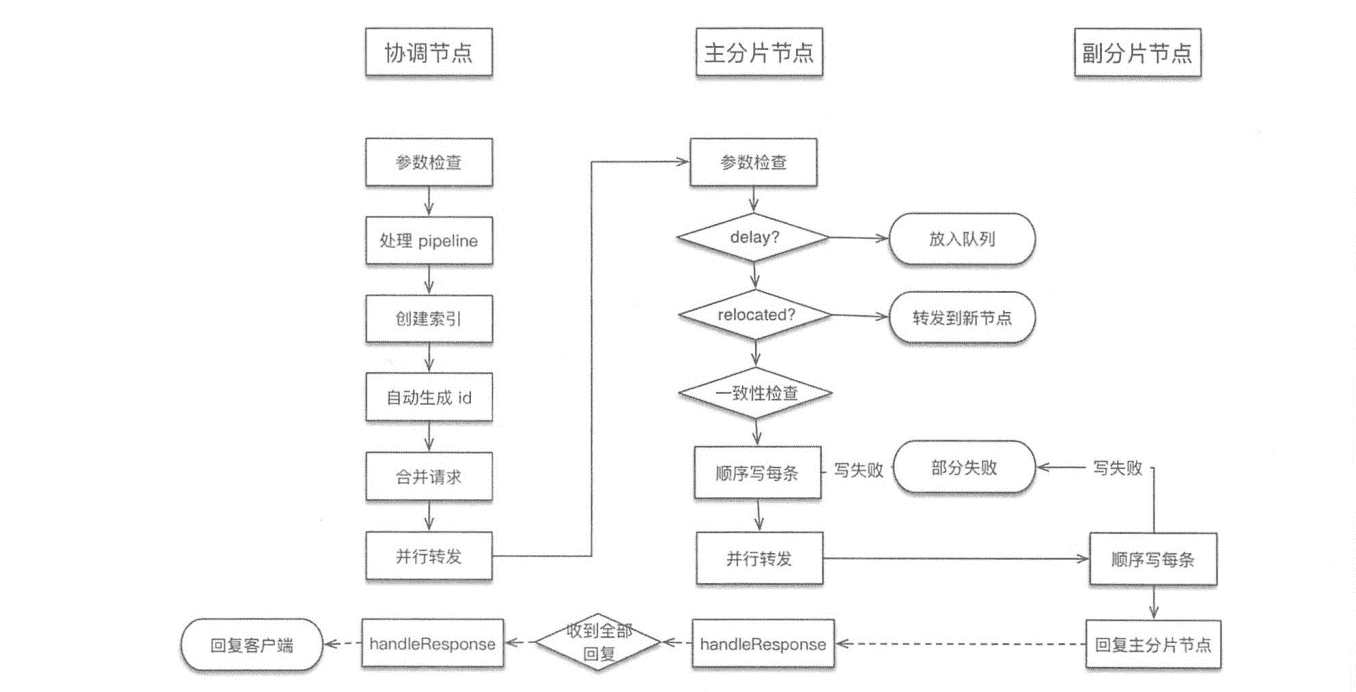 协调节点
主分片节点
副分片节点
参数检查
处理 pipeline
创建索引
自动生成 id
合并请求
并行转发
参数检查
delay?
放入队列
relocated?
转发到新节点
一致性检查
顺序写每条
写失败
部分失败
写失败
并行转发
顺序写每条
回复客户端
handleResponse
收到全部
回复
handleResponse
回复主分片节点